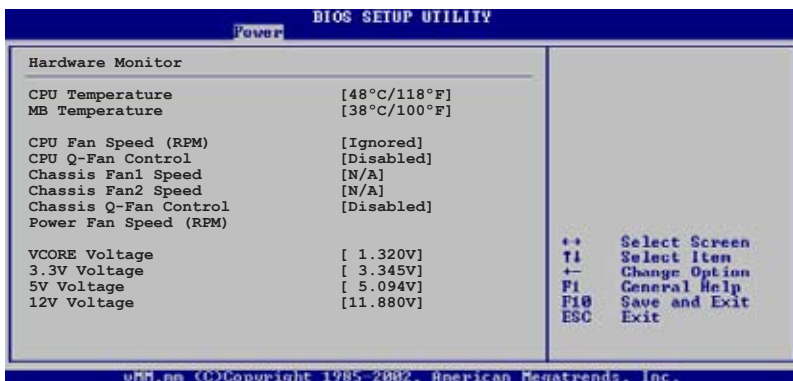 BIOS SETUP UTILITY
Power
Hardware Monitor
CPU Temperature [48°C/118°F]
MB Temperature [38°C/100°F]
CPU Fan Speed (RPM) [Ignored]
CPU Q-Fan Control [Disabled]
Chassis Fan1 Speed [N/A]
Chassis Fan2 Speed [N/A]
Chassis Q-Fan Control [Disabled]
Power Fan Speed (RPM)
VCORE Voltage [ 1.320V]
3.3V Voltage [ 3.345V]
5V Voltage [ 5.094V]
12V Voltage [11.880V]
←→ Select Screen
↑↓ Select Item
+- Change Option
F1 General Help
F10 Save and Exit
ESC Exit
vMM.mm (C)Copyright 1985-2002, American Megatrends, Inc.